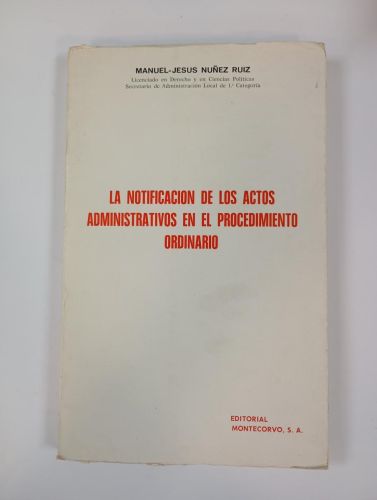 MANUEL-JESUS NUÑEZ RUIZ
Licenciado en Derecho y en Ciencias Políticas
Secretario de Administración Local de 1.ª Categoría
LA NOTIFICACION DE LOS ACTOS
ADMINISTRATIVOS EN EL PROCEDIMIENTO
ORDINARIO
EDITORIAL
MONTECORVO, S. A.